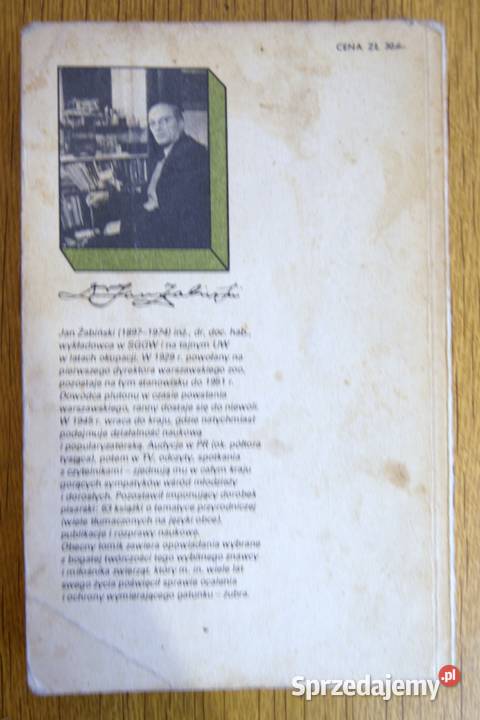 CENA ZŁ 30,–
Dr Jan Żabiński
Jan Żabiński (1897–1974) inż., dr, doc. hab.,
wykładowca w SGGW i na tajnym UW
w latach okupacji. W 1929 r. powołany na
pierwszego dyrektora warszawskiego zoo,
pozostaje na tym stanowisku do 1951 r.
Dowódca plutonu w czasie powstania
warszawskiego, ranny dostaje się do niewoli.
W 1945 r. wraca do kraju, gdzie natychmiast
podejmuje działalność naukową
i popularyzatorską. Audycje w PR (ok. półtora
tysiąca), potem w TV, odczyty, spotkania
z czytelnikami – zjednują mu w całym kraju
gorących sympatyków wśród młodzieży
i dorosłych. Pozostawił imponujący dorobek
pisarski: 63 książki o tematyce przyrodniczej
(wiele tłumaczonych na języki obce),
publikacje i rozprawy naukowe.
Obecny tomik zawiera opowiadania wybrane
z bogatej twórczości tego wybitnego znawcy
i miłośnika zwierząt, który m. in. wiele lat
swego życia poświęcił sprawie ocalenia
i ochrony wymierającego gatunku – żubra.
Sprzedajemy.pl